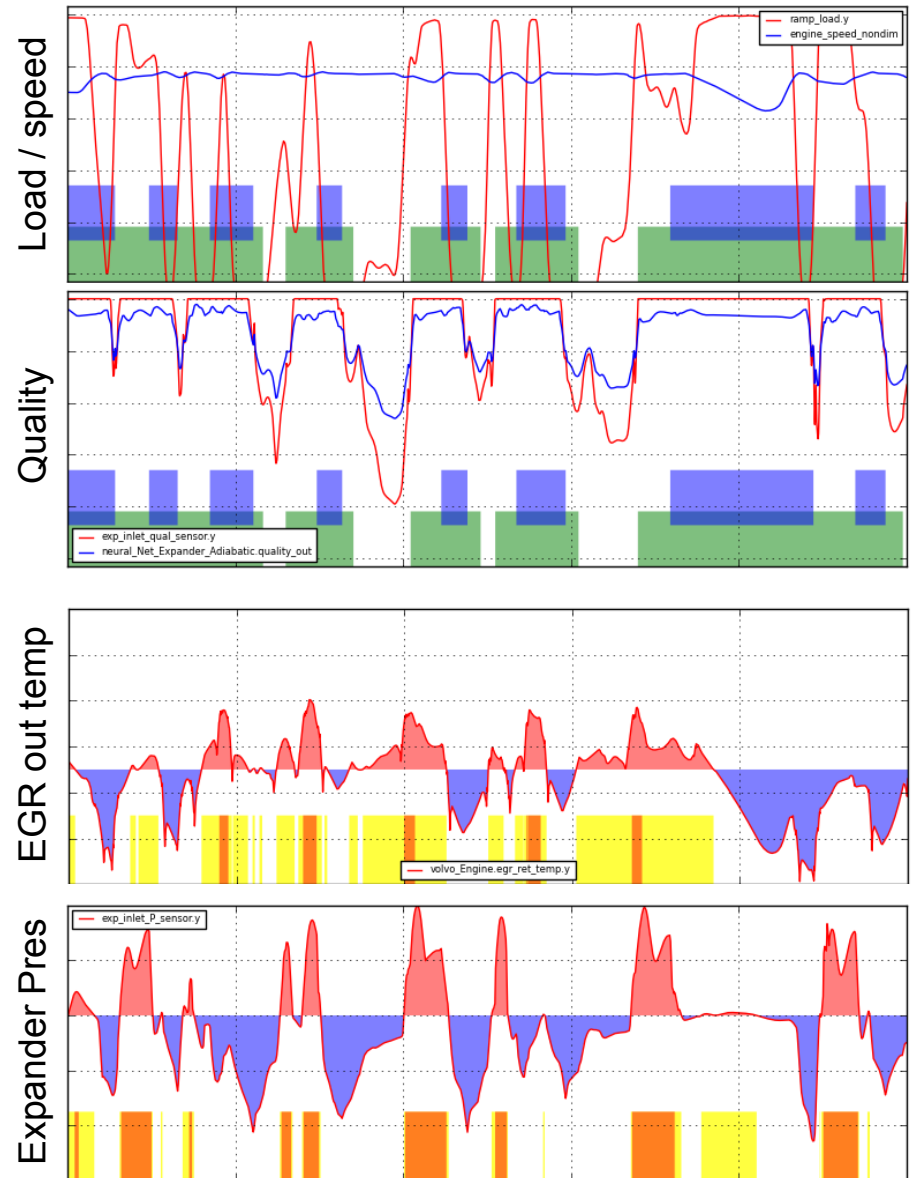 Load / speed
ramp_load.y
engine_speed_nondim
Quality
exp_inlet_qual_sensor.y
neural_Net_Expander_Adiabatic.quality_out
EGR out temp
volvo_Engine.egr_ret_temp.y
Expander Pres
exp_inlet_P_sensor.y